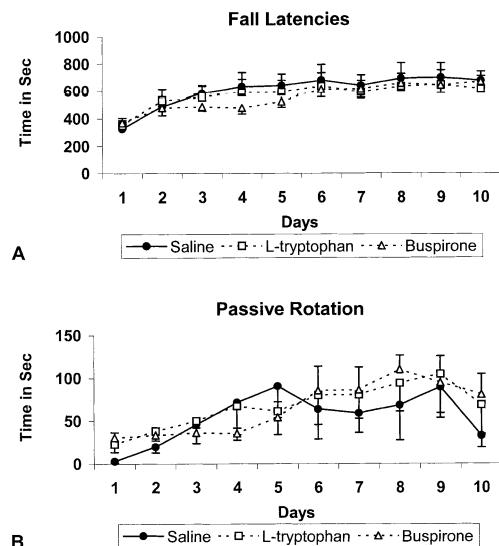 Fall Latencies
1000
800
600
400
200
0
Time in Sec
1 2 3 4 5 6 7 8 9 10
Days
Saline L-tryptophan Buspirone
A
Passive Rotation
150
100
50
0
Time in Sec
1 2 3 4 5 6 7 8 9 10
Days
Saline L-tryptophan Buspirone
B